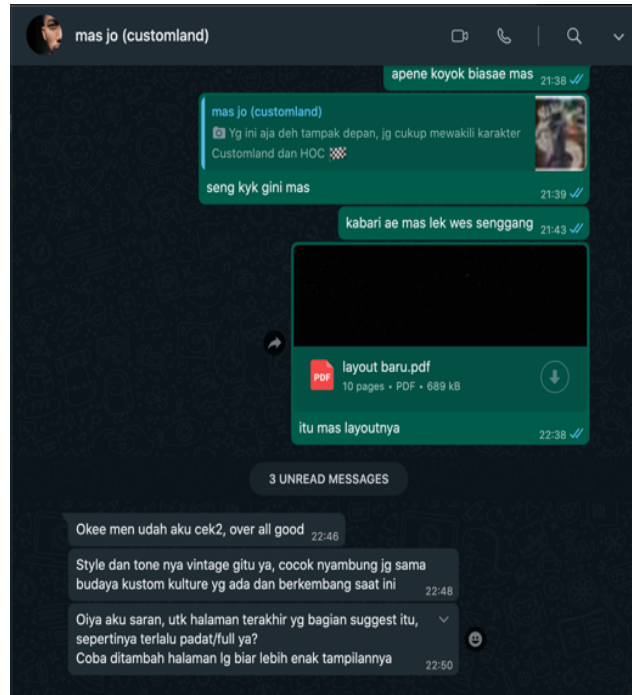 mas jo (customland)
apene koyok biasae mas 21:38
mas jo (customland)
Yg ini aja deh tampak depan, jg cukup mewakili karakter
Customland dan HOC 🏁
seng kyk gini mas 21:39
kabari ae mas lek wes senggang 21:43
PDF
layout baru.pdf
10 pages • PDF • 689 kB
itu mas layoutnya 22:38
3 UNREAD MESSAGES
Okee men udah aku cek2, over all good 22:46
Style dan tone nya vintage gitu ya, cocok nyambung jg sama
budaya kustom kulture yg ada dan berkembang saat ini 22:48
Oiya aku saran, utk halaman terakhir yg bagian suggest itu,
sepertinya terlalu padat/full ya?
Coba ditambah halaman lg biar lebih enak tampilannya 22:50